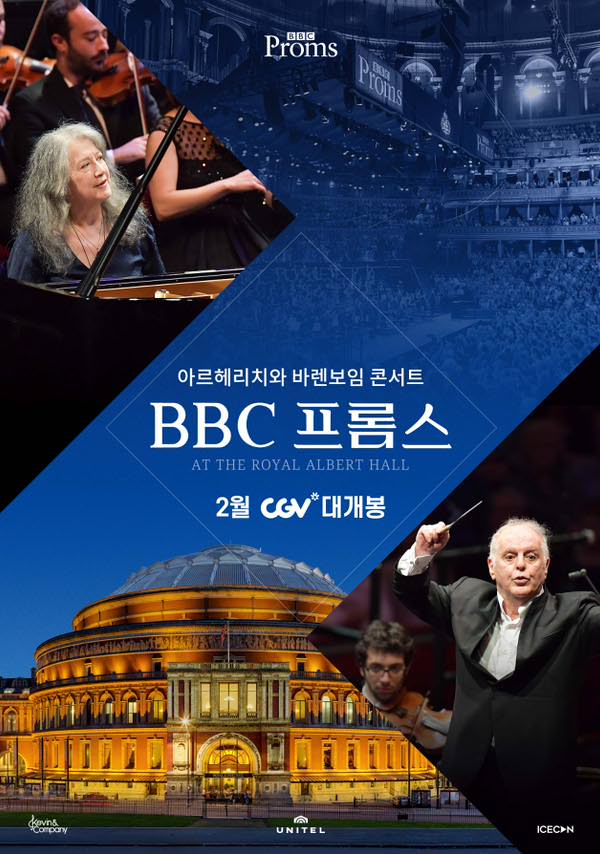 BBC
Proms
BBC
Proms
아르헤리치와 바렌보임 콘서트
BBC 프롬스
AT THE ROYAL ALBERT HALL
2월 CGV 대개봉
Kevin&
Company
UNITEL
ICECON